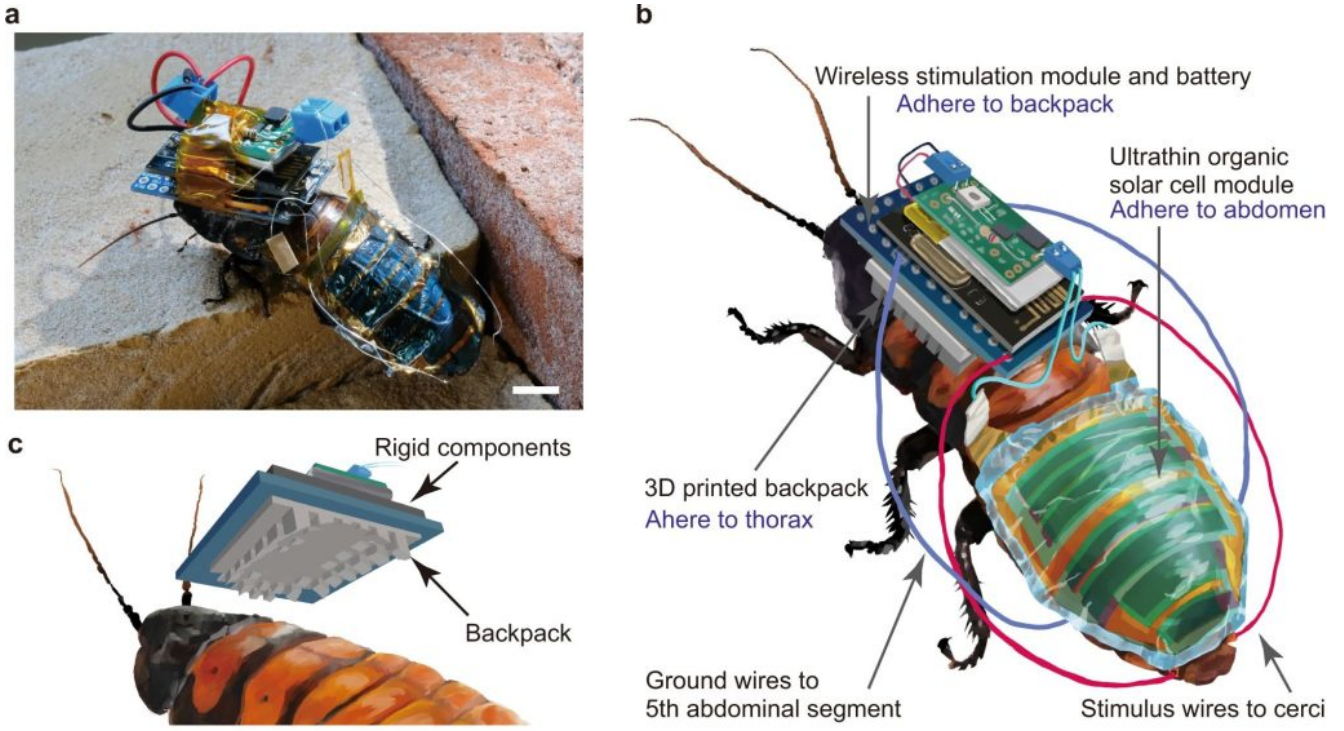 a
b
Wireless stimulation module and battery
Adhere to backpack
Ultrathin organic
solar cell module
Adhere to abdomen
c
Rigid components
3D printed backpack
Ahere to thorax
Backpack
Ground wires to
5th abdominal segment
Stimulus wires to cerci